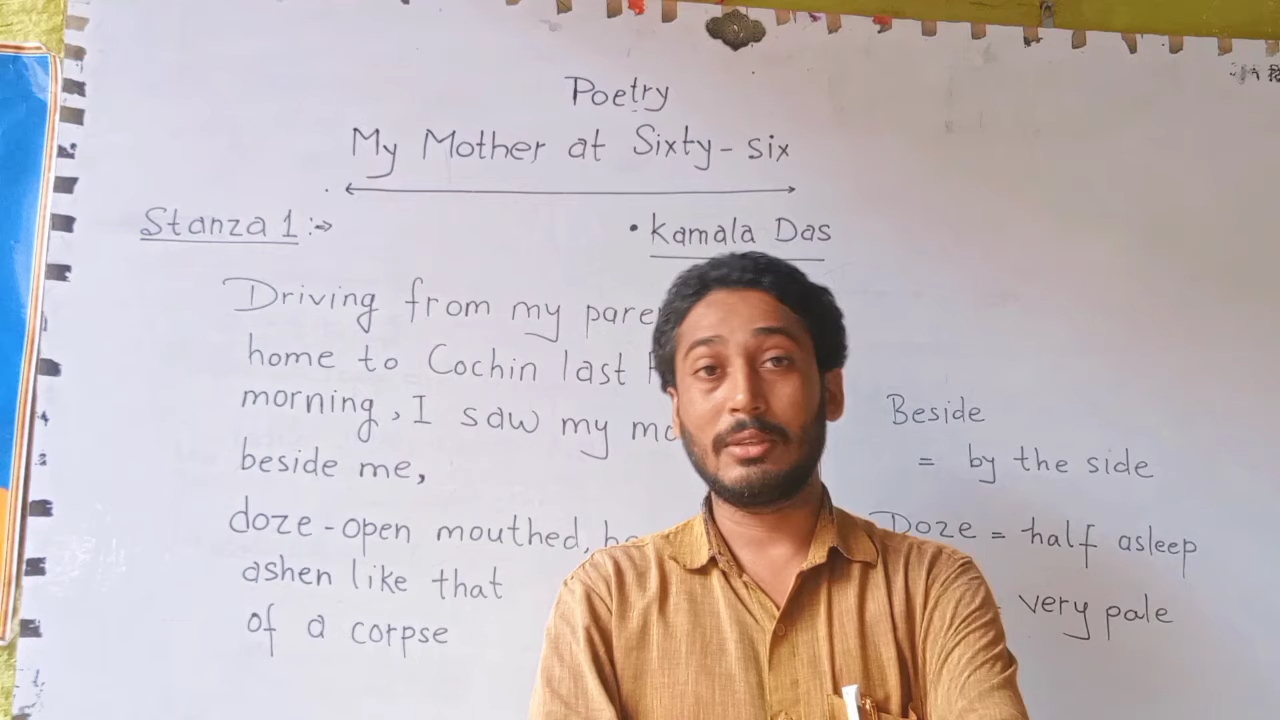 Poetry
My Mother at Sixty-six
Stanza 1:-
• Kamala Das
Driving from my
home to Cochin last
morning, I saw my
beside me,
doze-open mouthed,
ashen like that
of a corpse
Beside
= by the side
Doze = half asleep
very pale